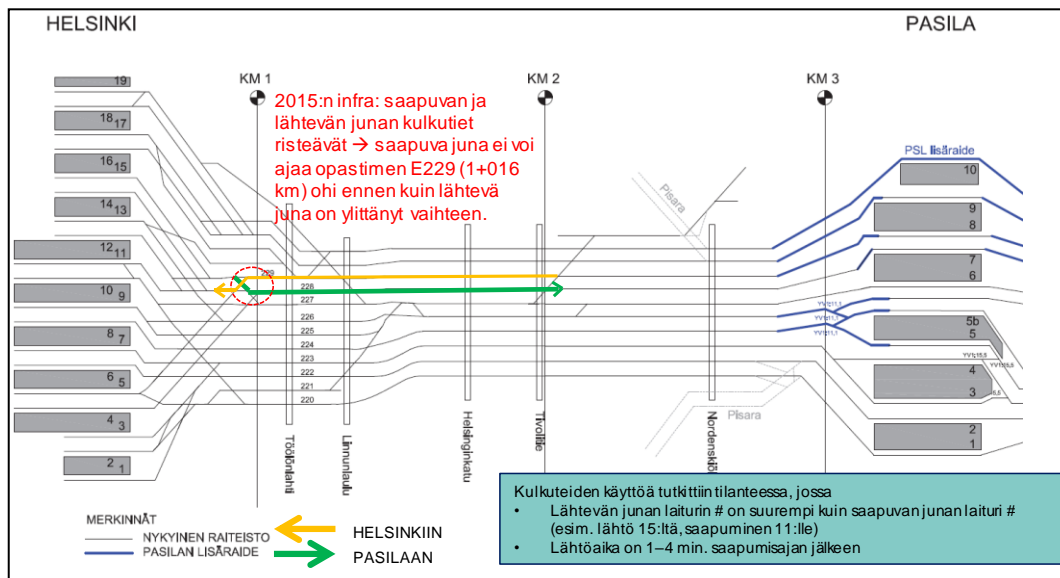 HELSINKI
PASILA
KM 1
KM 2
KM 3
2015:n infra: saapuvan ja
lähtevän junan kulkutiet
risteävät → saapuva juna ei voi
ajaa opastimen E229 (1+016
km) ohi ennen kuin lähtevä
juna on ylittänyt vaihteen.
19
18 17
16 15
14 13
12 11
10 9
8 7
6 5
4 3
2 1
229
228
227
226
225
224
223
222
221
220
Töölönlahti
Linnunlaulu
Helsinginkatu
Tivolitie
Pisara
Pisara
PSL lisäraide
10
9
8
7
6
5b
5
4
3
2
1
MERKINNÄT
NYKYINEN RAITEISTO
PASILAN LISÄRAIDE
HELSINKIIN
PASILAAN
Kulkuteiden käyttöä tutkittiin tilanteessa, jossa
• Lähtevän junan laiturin # on suurempi kuin saapuvan junan laituri #
(esim. lähtö 15:ltä, saapuminen 11:lle)
• Lähtöaika on 1–4 min. saapumisajan jälkeen